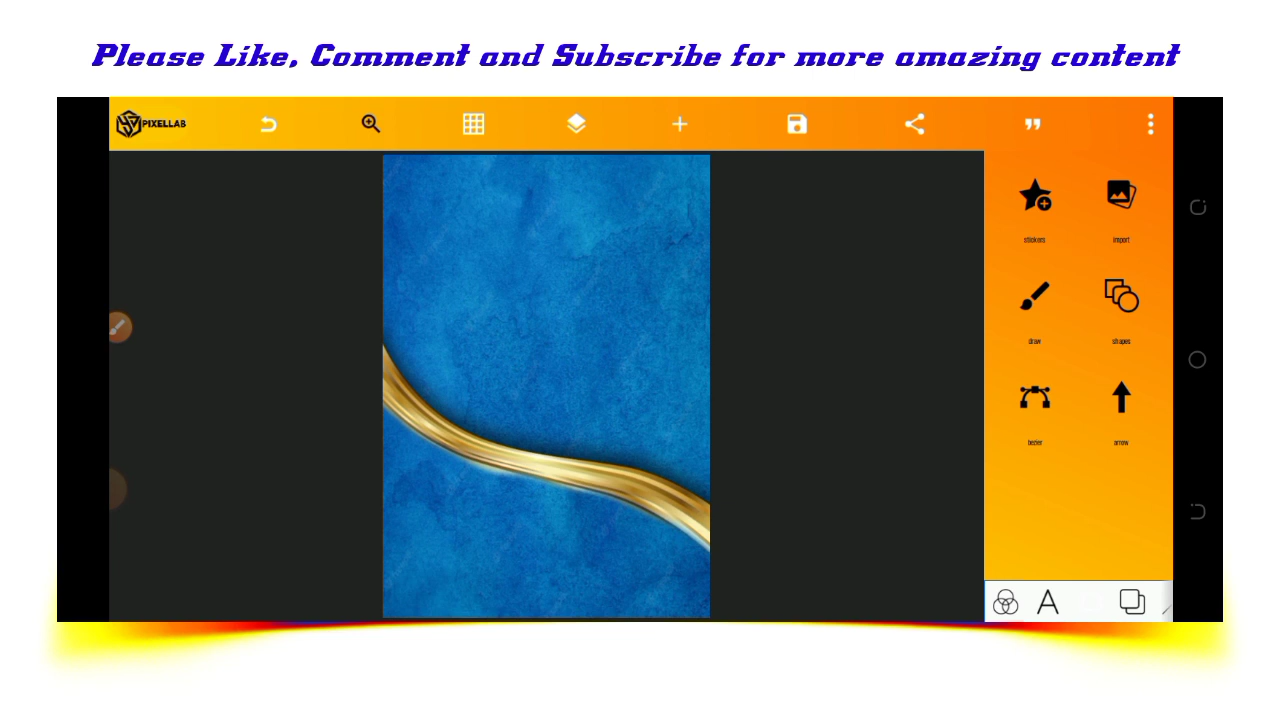 Please Like, Comment and Subscribe for more amazing content
PIXELLAB
stickers
import
draw
shapes
bezier
arrow